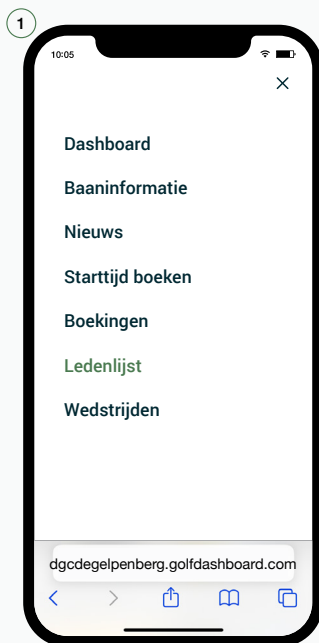 1
10:05
Dashboard
Baaninformatie
Nieuws
Starttijd boeken
Boekingen
Ledenlijst
Wedstrijden
dgcdegelpenberg.golfdashboard.com